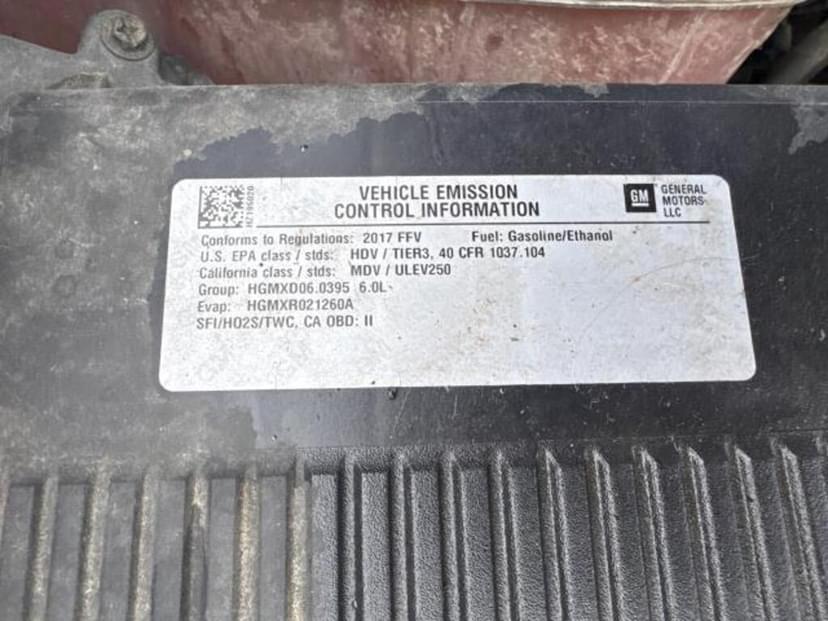 VEHICLE EMISSION
CONTROL INFORMATION
GM
GENERAL
MOTORS
LLC
Conforms to Regulations: 2017 FFV Fuel: Gasoline/Ethanol
U.S. EPA class / stds: HDV / TIER3, 40 CFR 1037.104
California class / stds: MDV / ULEV250
Group: HGMXD06.0395 6.0L
Evap: HGMXR021260A
SFI/HO2S/TWC, CA OBD: II